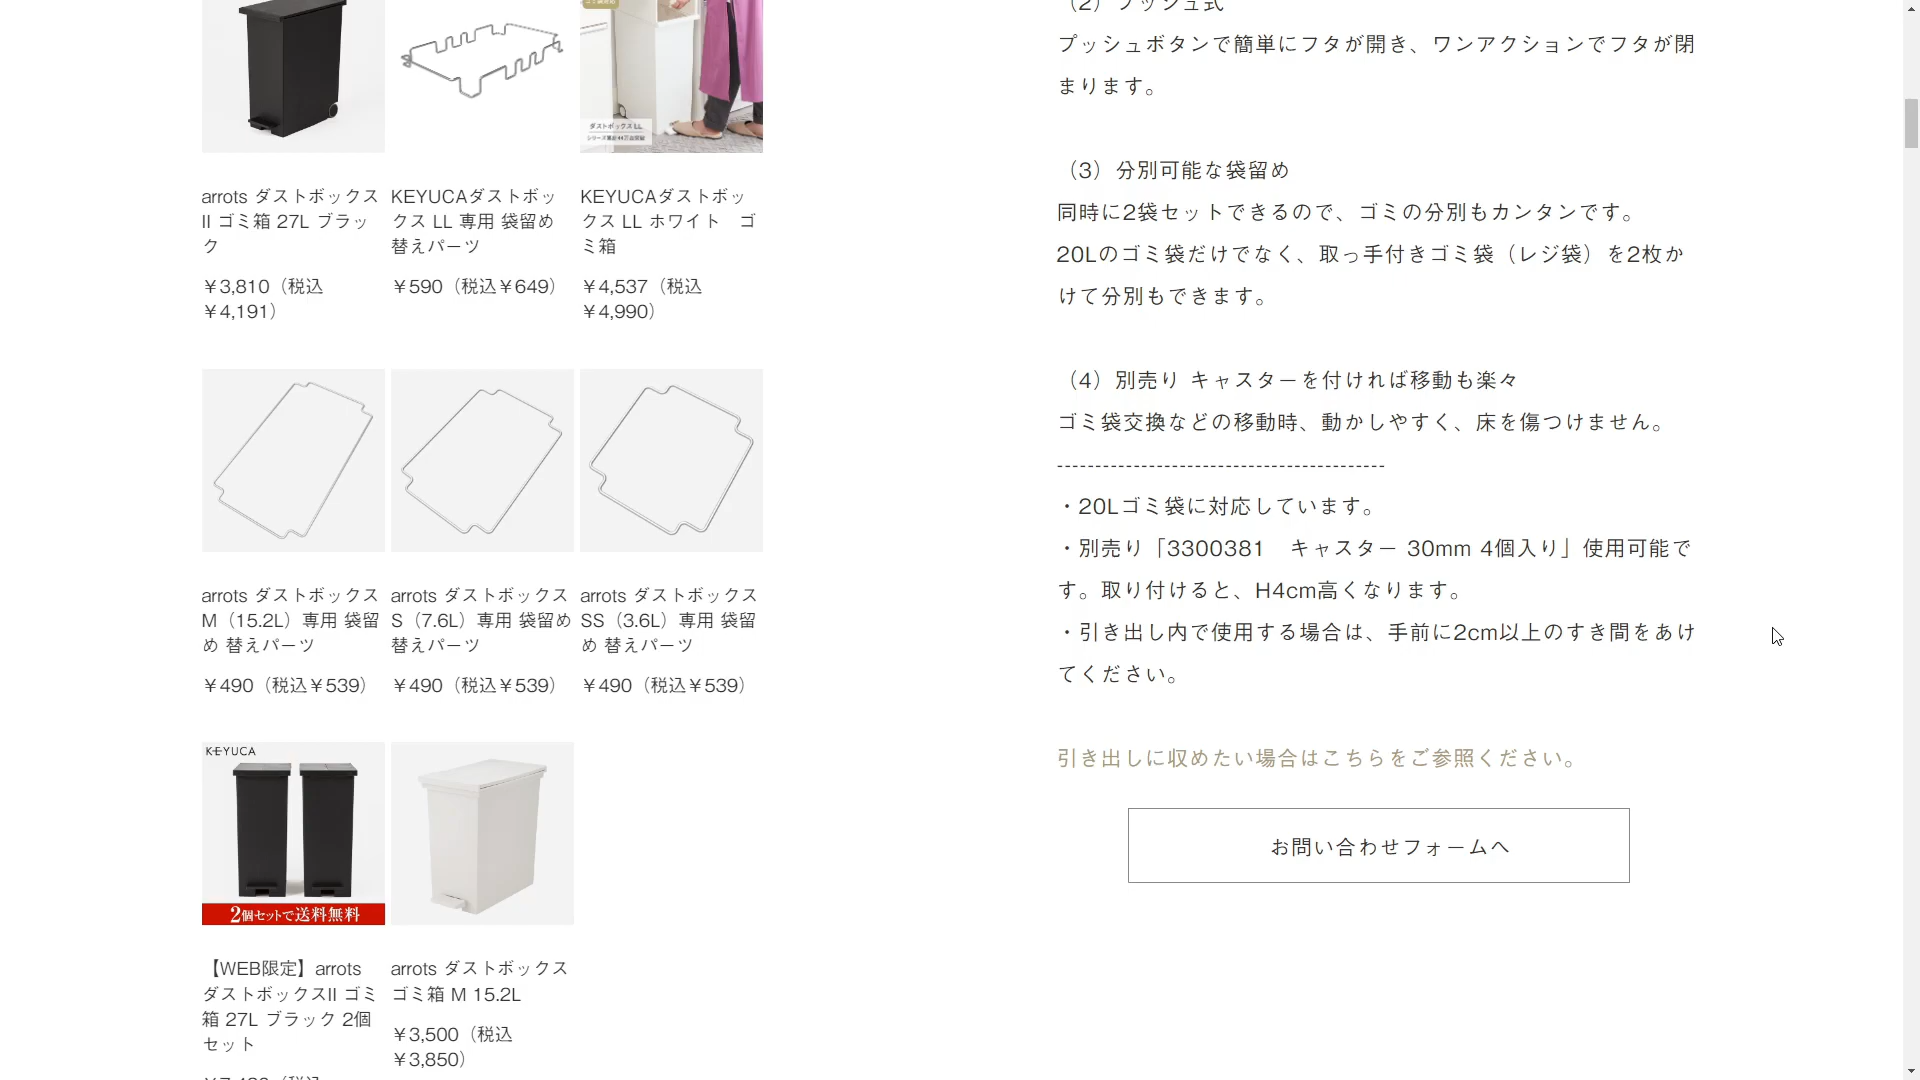 ダストボックス LL
arrots ダストボックス
II ゴミ箱 27L ブラッ
ク
￥3,810（税込
￥4,191）
KEYUCAダストボッ
クス LL 専用 袋留め
替えパーツ
￥590（税込￥649）
KEYUCAダストボッ
クス LL ホワイト　ゴ
ミ箱
￥4,537（税込
￥4,990）
arrots ダストボックス
M（15.2L）専用 袋留
め 替えパーツ
￥490（税込￥539）
arrots ダストボックス
S（7.6L）専用 袋留め
替えパーツ
￥490（税込￥539）
arrots ダストボックス
SS（3.6L）専用 袋留
め 替えパーツ
￥490（税込￥539）
KEYUCA
2個セットで送料無料
【WEB限定】arrots
ダストボックスII ゴミ
箱 27L ブラック 2個
セット
arrots ダストボックス
ゴミ箱 M 15.2L
￥3,500（税込
￥3,850）
（2）プッシュ式
プッシュボタンで簡単にフタが開き、ワンアクションでフタが閉
まります。
（3）分別可能な袋留め
同時に2袋セットできるので、ゴミの分別もカンタンです。
20Lのゴミ袋だけでなく、取っ手付きゴミ袋（レジ袋）を2枚か
けて分別もできます。
（4）別売り キャスターを付ければ移動も楽々
ゴミ袋交換などの移動時、動かしやすく、床を傷つけません。
-------------------------------------------
・20Lゴミ袋に対応しています。
・別売り「3300381　キャスター 30mm 4個入り」使用可能で
す。取り付けると、H4cm高くなります。
・引き出し内で使用する場合は、手前に2cm以上のすき間をあけ
てください。
引き出しに収めたい場合はこちらをご参照ください。
お問い合わせフォームへ